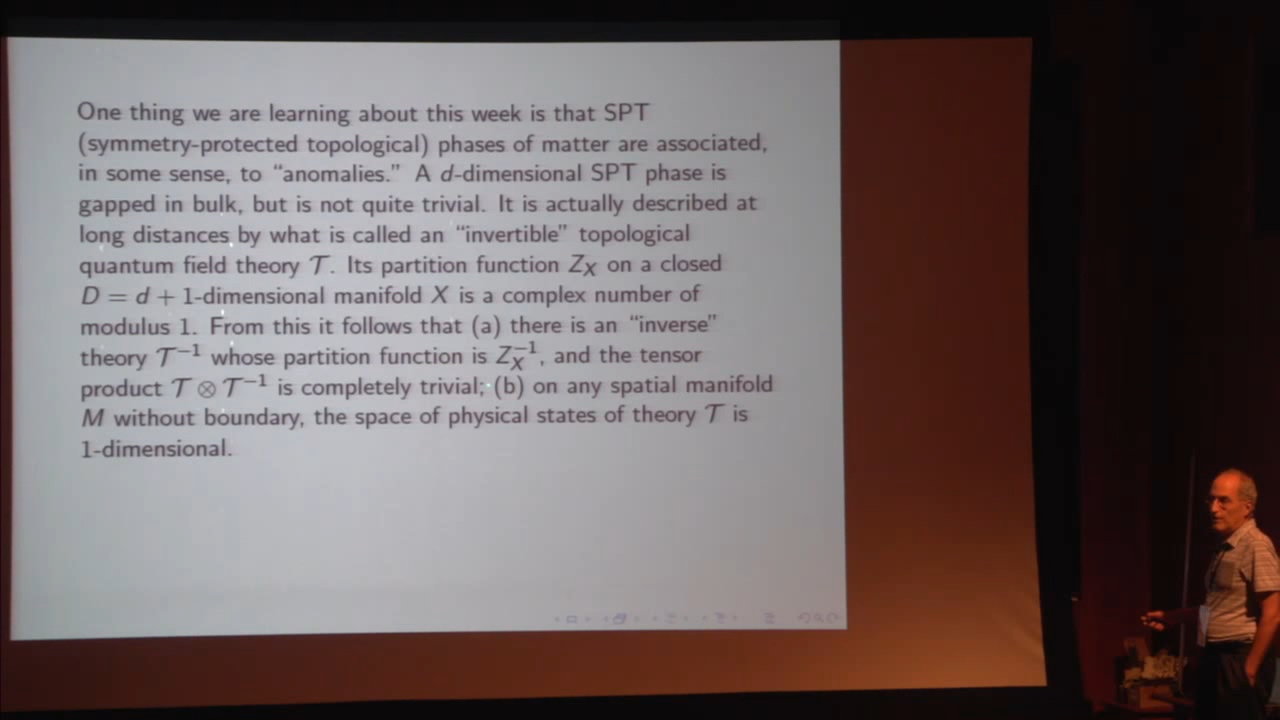 One thing we are learning about this week is that SPT
(symmetry-protected topological) phases of matter are associated,
in some sense, to “anomalies.” A d-dimensional SPT phase is
gapped in bulk, but is not quite trivial. It is actually described at
long distances by what is called an “invertible” topological
quantum field theory 𝒯. Its partition function Z_X on a closed
D = d + 1-dimensional manifold X is a complex number of
modulus 1. From this it follows that (a) there is an “inverse”
theory 𝒯⁻¹ whose partition function is Z_X⁻¹, and the tensor
product 𝒯 ⊗ 𝒯⁻¹ is completely trivial; (b) on any spatial manifold
M without boundary, the space of physical states of theory 𝒯 is
1-dimensional.